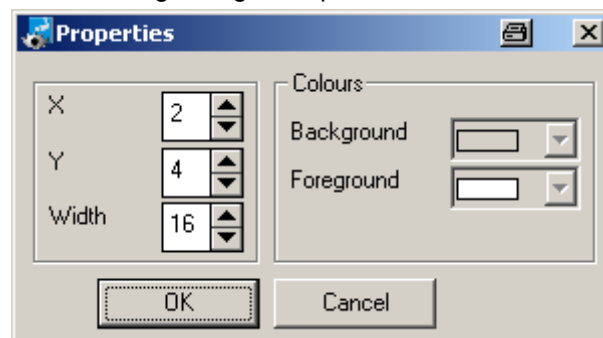 Properties
X
2
Y
4
Width
16
Colours
Background
Foreground
OK
Cancel